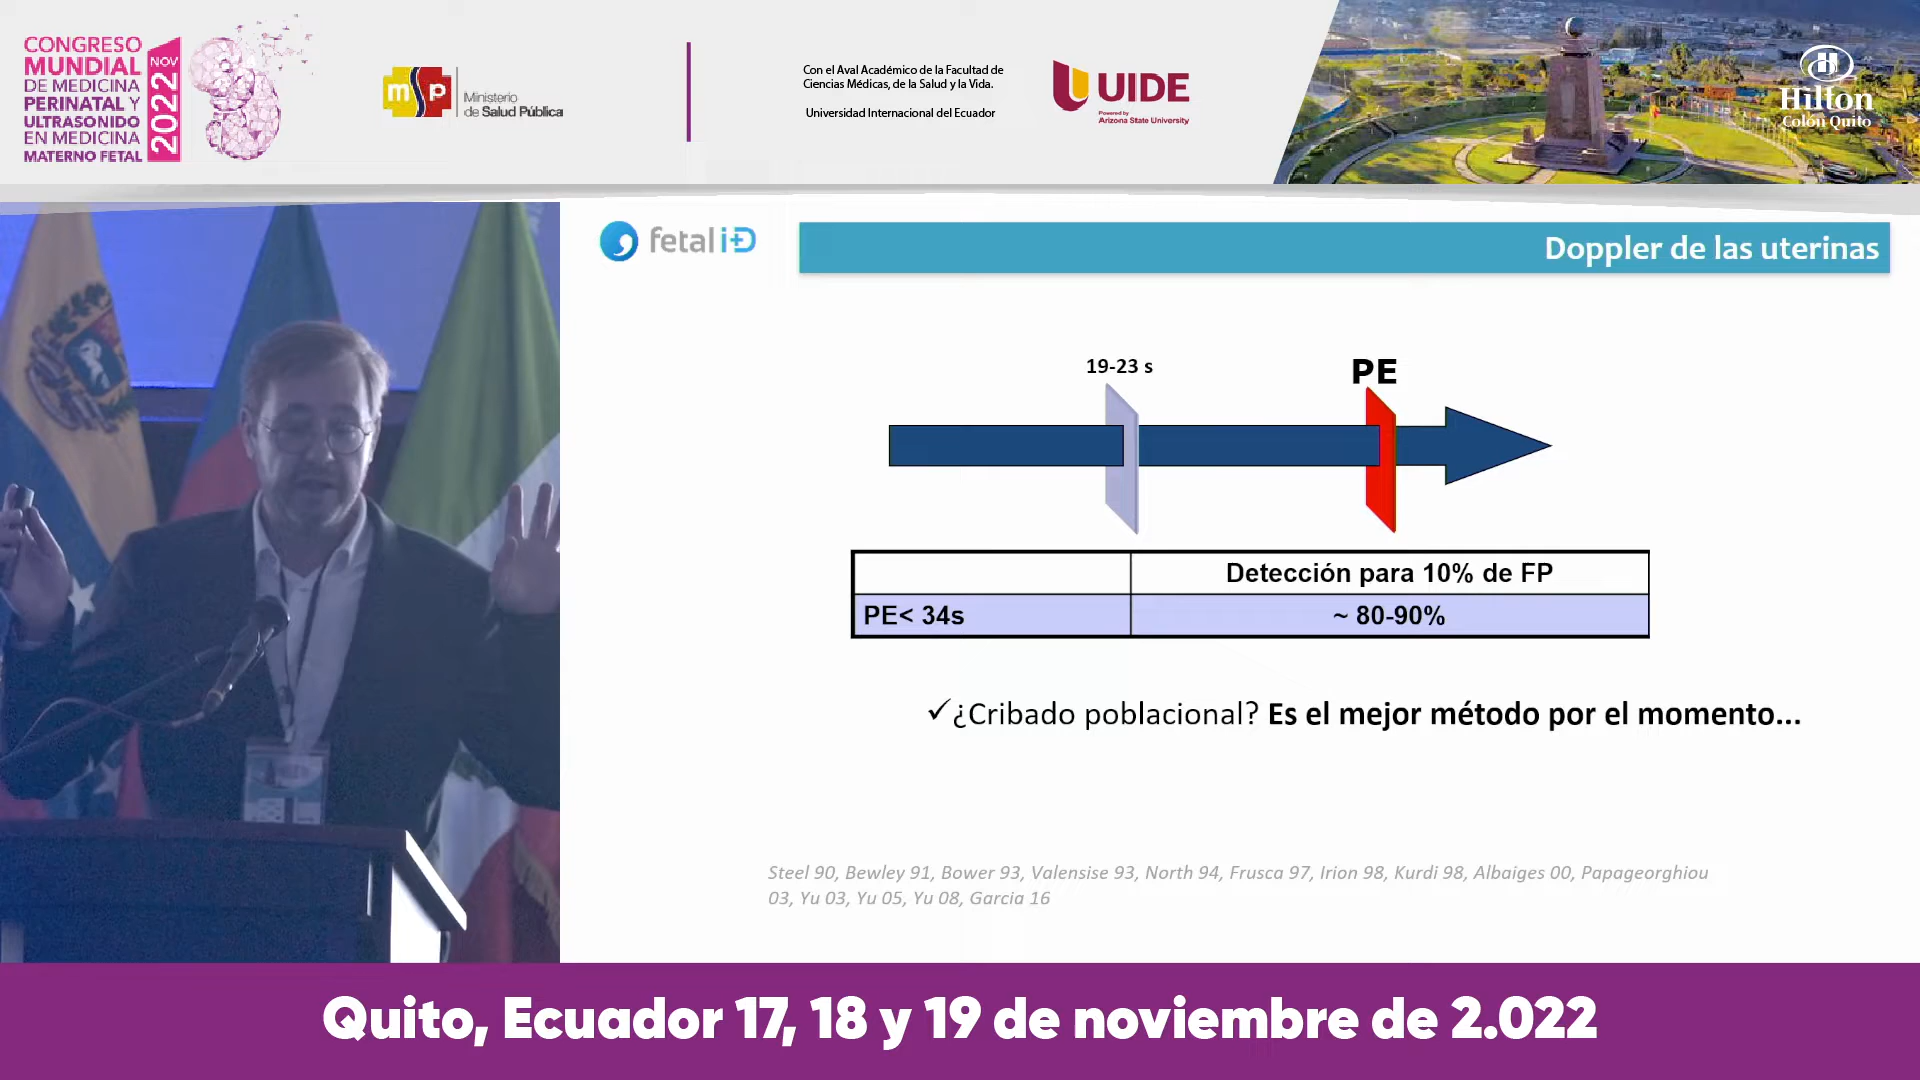 CONGRESO
MUNDIAL
DE MEDICINA
PERINATAL Y
ULTRASONIDO
EN MEDICINA
MATERNO FETAL
NOV
2022
msp
Ministerio
de Salud Pública
Con el Aval Académico de la Facultad de
Ciencias Médicas, de la Salud y la Vida.
Universidad Internacional del Ecuador
UIDE
Powered by
Arizona State University
H
Hilton
Colón Quito
fetal i+D
Doppler de las uterinas
19-23 s
PE
Detección para 10% de FP
PE< 34s ~ 80-90%
✓¿Cribado poblacional? Es el mejor método por el momento...
Steel 90, Bewley 91, Bower 93, Valensise 93, North 94, Frusca 97, Irion 98, Kurdi 98, Albaiges 00, Papageorghiou
03, Yu 03, Yu 05, Yu 08, Garcia 16
Quito, Ecuador 17, 18 y 19 de noviembre de 2.022